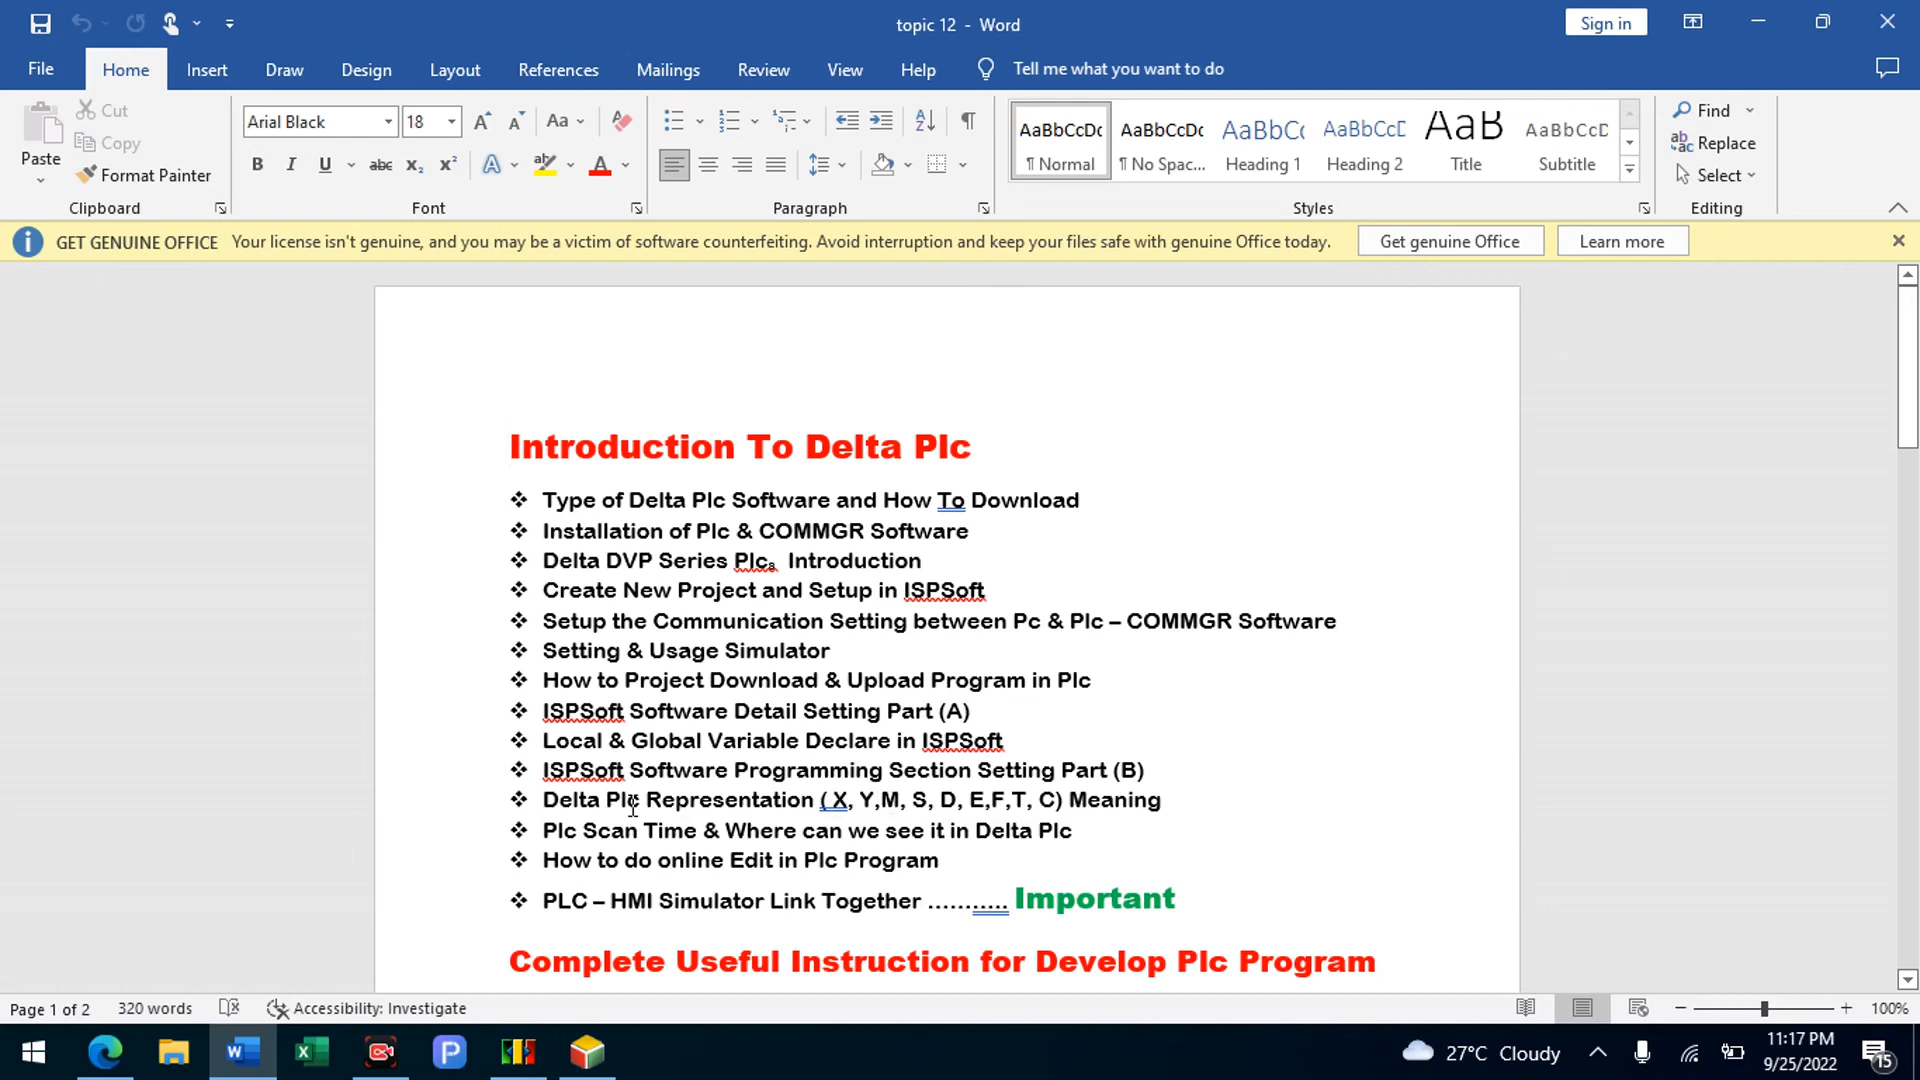 topic 12 - Word
Sign in
File Home Insert Draw Design Layout References Mailings Review View Help Tell me what you want to do
Paste
Cut
Copy
Format Painter
Clipboard
Arial Black 18
Font
Paragraph
AaBbCcDc AaBbCcDc AaBbCc AaBbCcD AaB AaBbCcD
¶ Normal ¶ No Spac... Heading 1 Heading 2 Title Subtitle
Styles
Find
Replace
Select
Editing
GET GENUINE OFFICE Your license isn't genuine, and you may be a victim of software counterfeiting. Avoid interruption and keep your files safe with genuine Office today. Get genuine Office Learn more
Introduction To Delta Plc
❖ Type of Delta Plc Software and How To Download
❖ Installation of Plc & COMMGR Software
❖ Delta DVP Series Plcs Introduction
❖ Create New Project and Setup in ISPSoft
❖ Setup the Communication Setting between Pc & Plc – COMMGR Software
❖ Setting & Usage Simulator
❖ How to Project Download & Upload Program in Plc
❖ ISPSoft Software Detail Setting Part (A)
❖ Local & Global Variable Declare in ISPSoft
❖ ISPSoft Software Programming Section Setting Part (B)
❖ Delta Plc Representation ( X, Y,M, S, D, E,F,T, C) Meaning
❖ Plc Scan Time & Where can we see it in Delta Plc
❖ How to do online Edit in Plc Program
❖ PLC – HMI Simulator Link Together ........... Important
Complete Useful Instruction for Develop Plc Program
Page 1 of 2 320 words Accessibility: Investigate 100%
27°C Cloudy
11:17 PM
9/25/2022
15